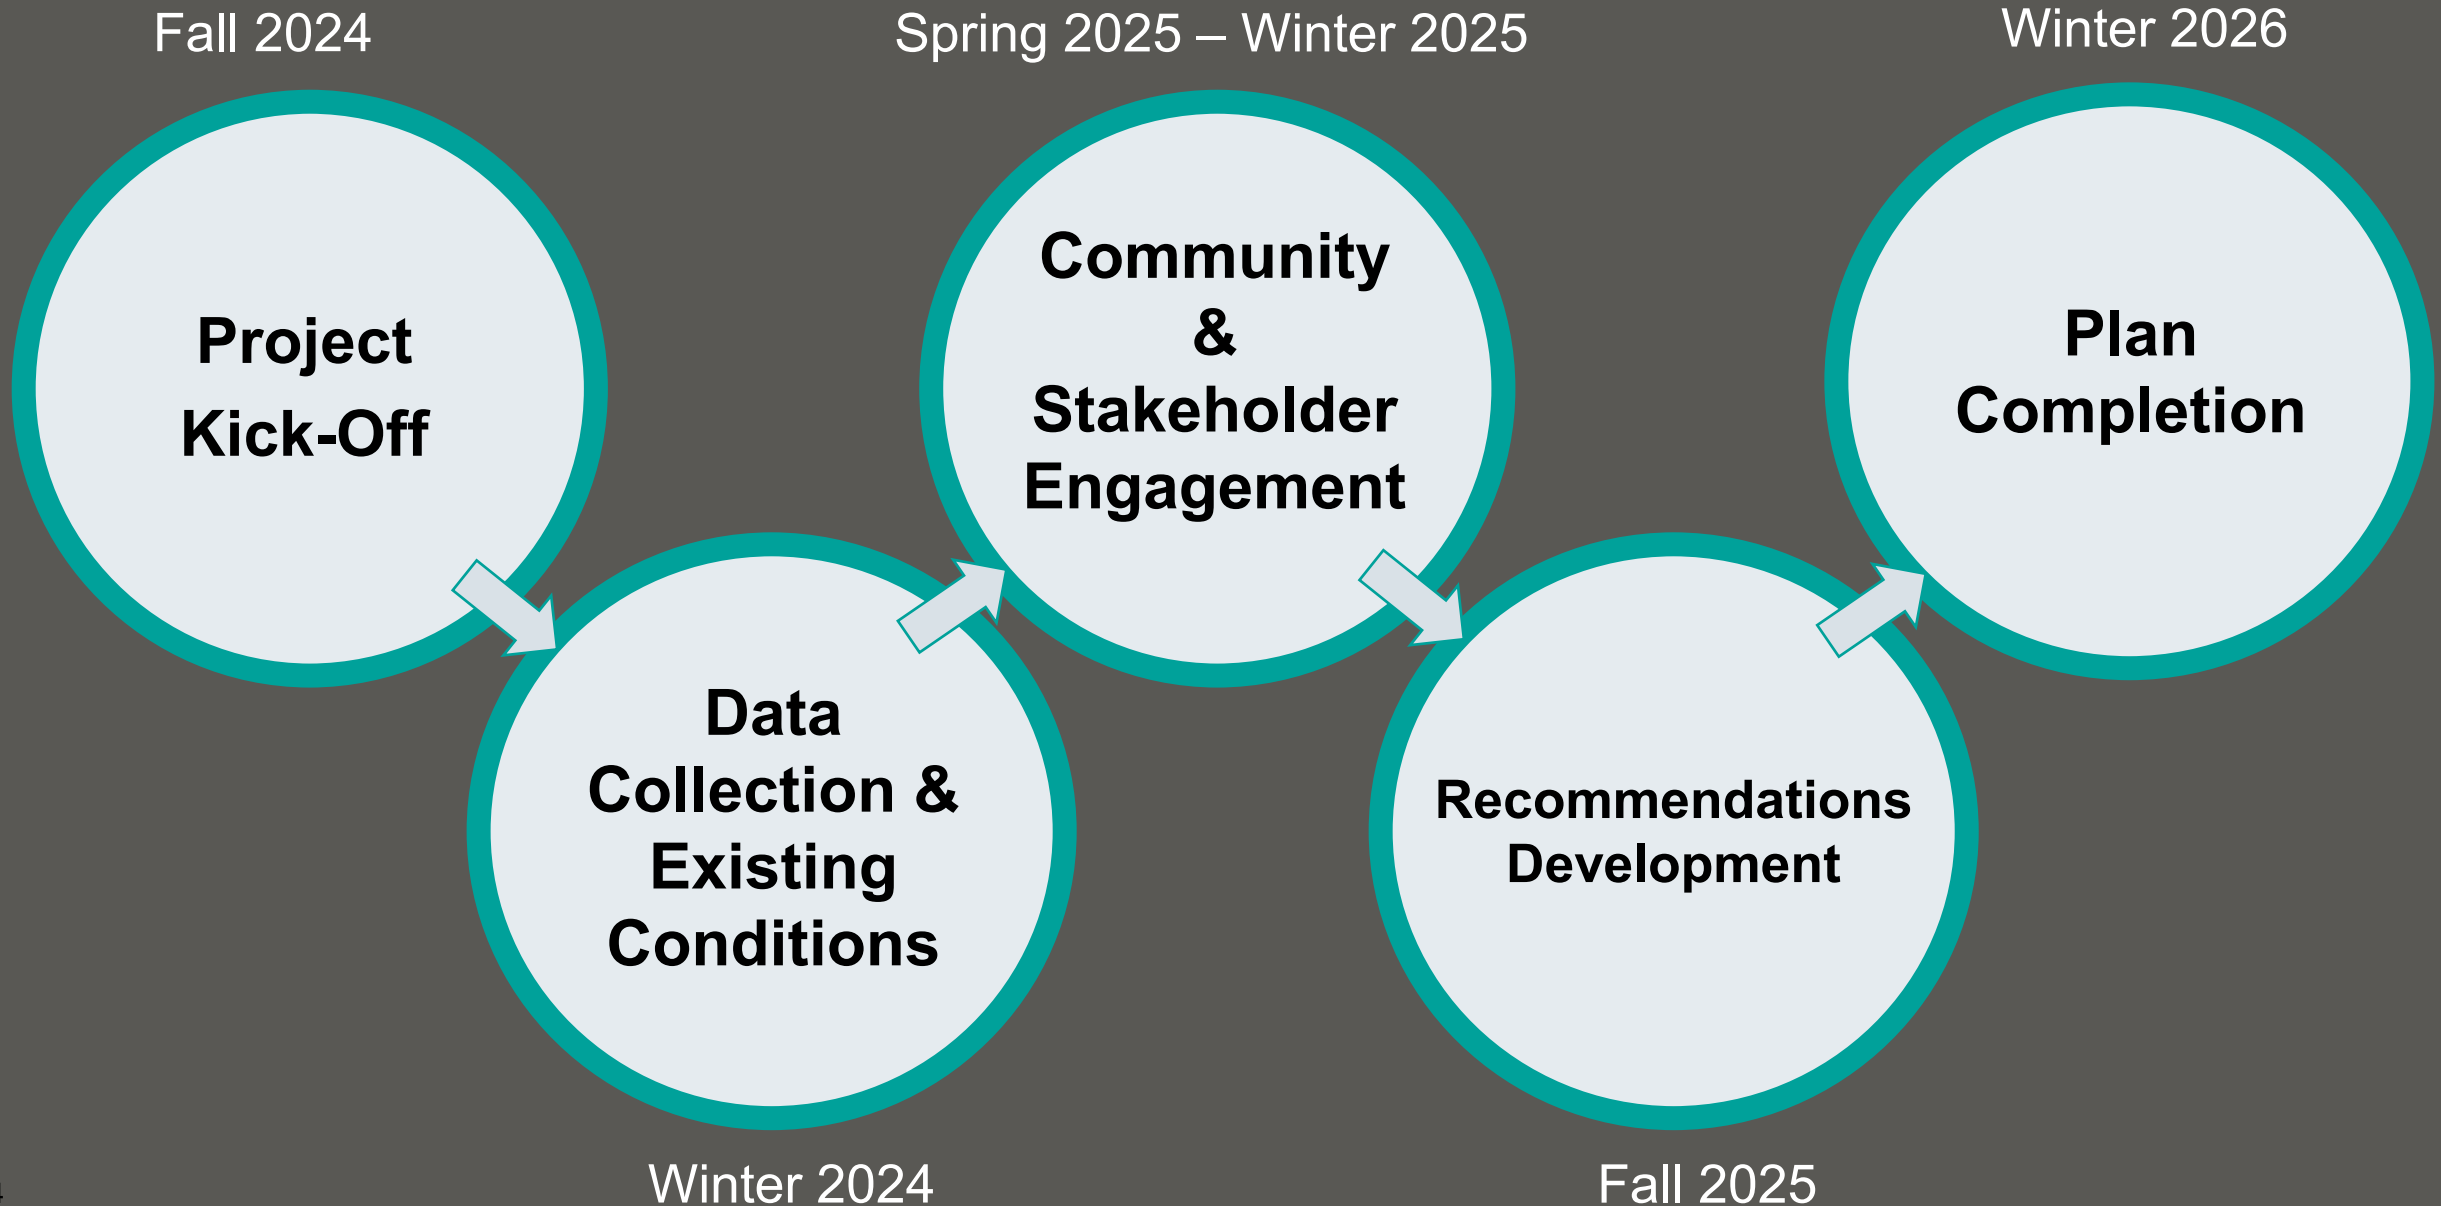 Fall 2024
Spring 2025 – Winter 2025
Winter 2026
Project
Kick-Off
Community
&
Stakeholder
Engagement
Plan
Completion
Data
Collection &
Existing
Conditions
Recommendations
Development
Winter 2024
Fall 2025